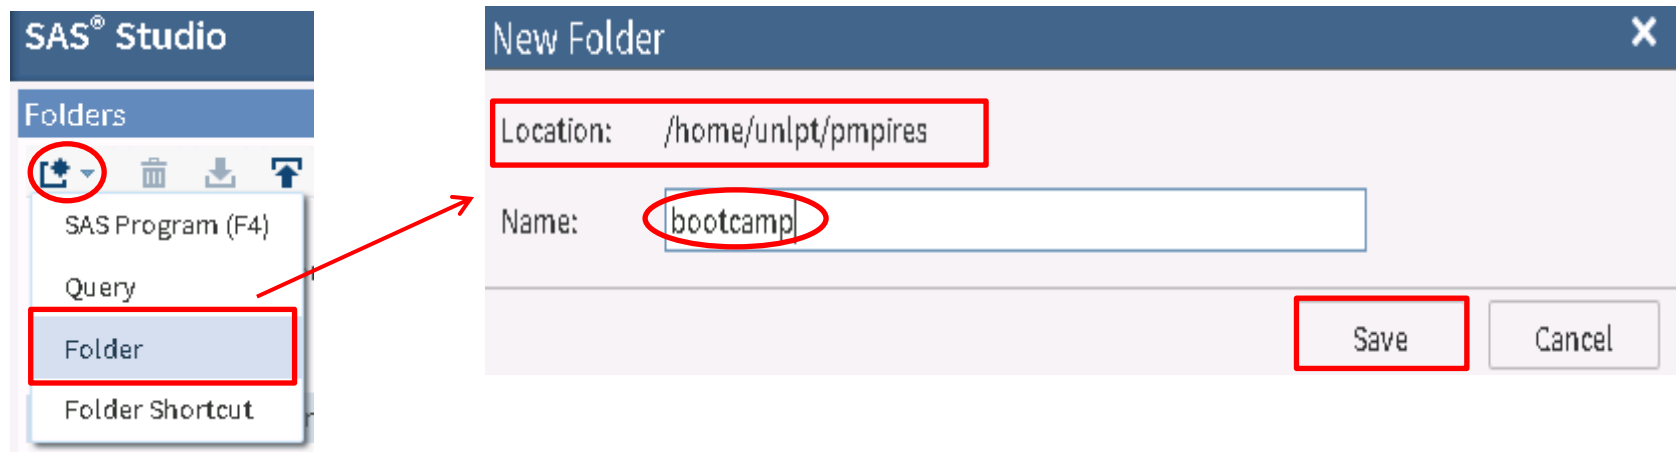 SAS® Studio
Folders
SAS Program (F4)
Query
Folder
Folder Shortcut
New Folder
Location: /home/unlpt/pmpires
Name: bootcamp
Save Cancel